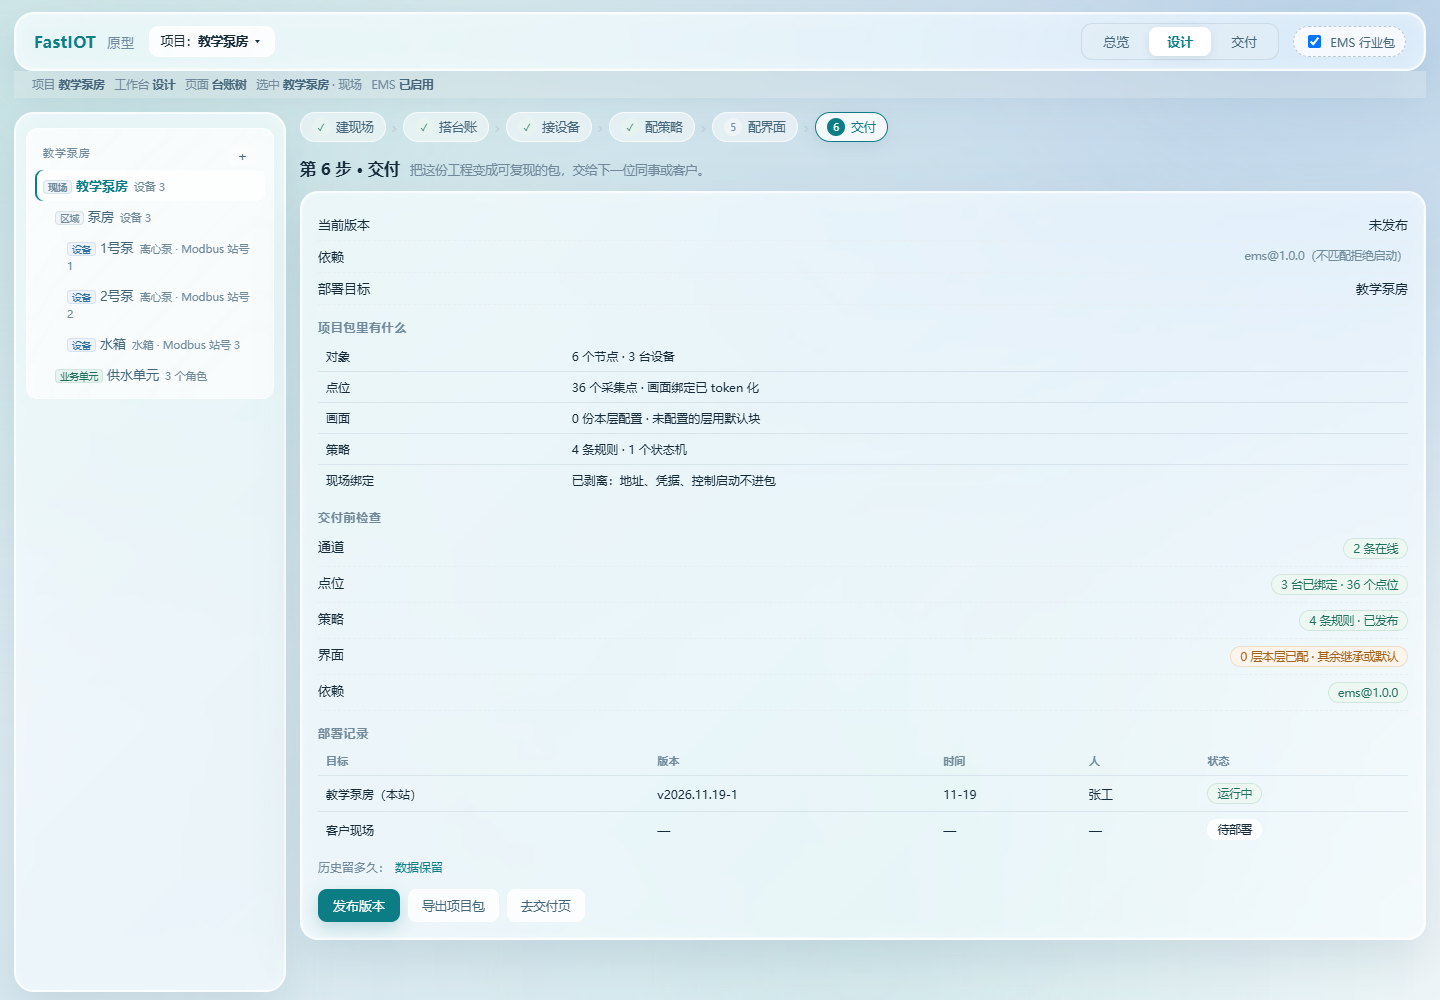 FastIOT 原型 项目：教学泵房 总览 设计 交付 EMS 行业包
项目 教学泵房 工作台 设计 页面 台账树 选中 教学泵房 · 现场 EMS 已启用
教学泵房 +
现场 教学泵房 设备 3
区域 泵房 设备 3
设备 1号泵 离心泵 · Modbus 站号
1
设备 2号泵 离心泵 · Modbus 站号
2
设备 水箱 水箱 · Modbus 站号 3
业务单元 供水单元 3 个角色
✓ 建现场 › ✓ 搭台账 › ✓ 接设备 › ✓ 配策略 › 5 配界面 › 6 交付
第 6 步 • 交付 把这份工程变成可复现的包，交给下一位同事或客户。
当前版本 未发布
依赖 ems@1.0.0（不匹配拒绝启动）
部署目标 教学泵房
项目包里有什么
对象 6 个节点 · 3 台设备
点位 36 个采集点 · 画面绑定已 token 化
画面 0 份本层配置 · 未配置的层用默认块
策略 4 条规则 · 1 个状态机
现场绑定 已剥离：地址、凭据、控制启动不进包
交付前检查
通道 2 条在线
点位 3 台已绑定 · 36 个点位
策略 4 条规则 · 已发布
界面 0 层本层已配 · 其余继承或默认
依赖 ems@1.0.0
部署记录
目标 版本 时间 人 状态
教学泵房（本站） v2026.11.19-1 11-19 张工 运行中
客户现场 — — — 待部署
历史留多久： 数据保留
发布版本 导出项目包 去交付页